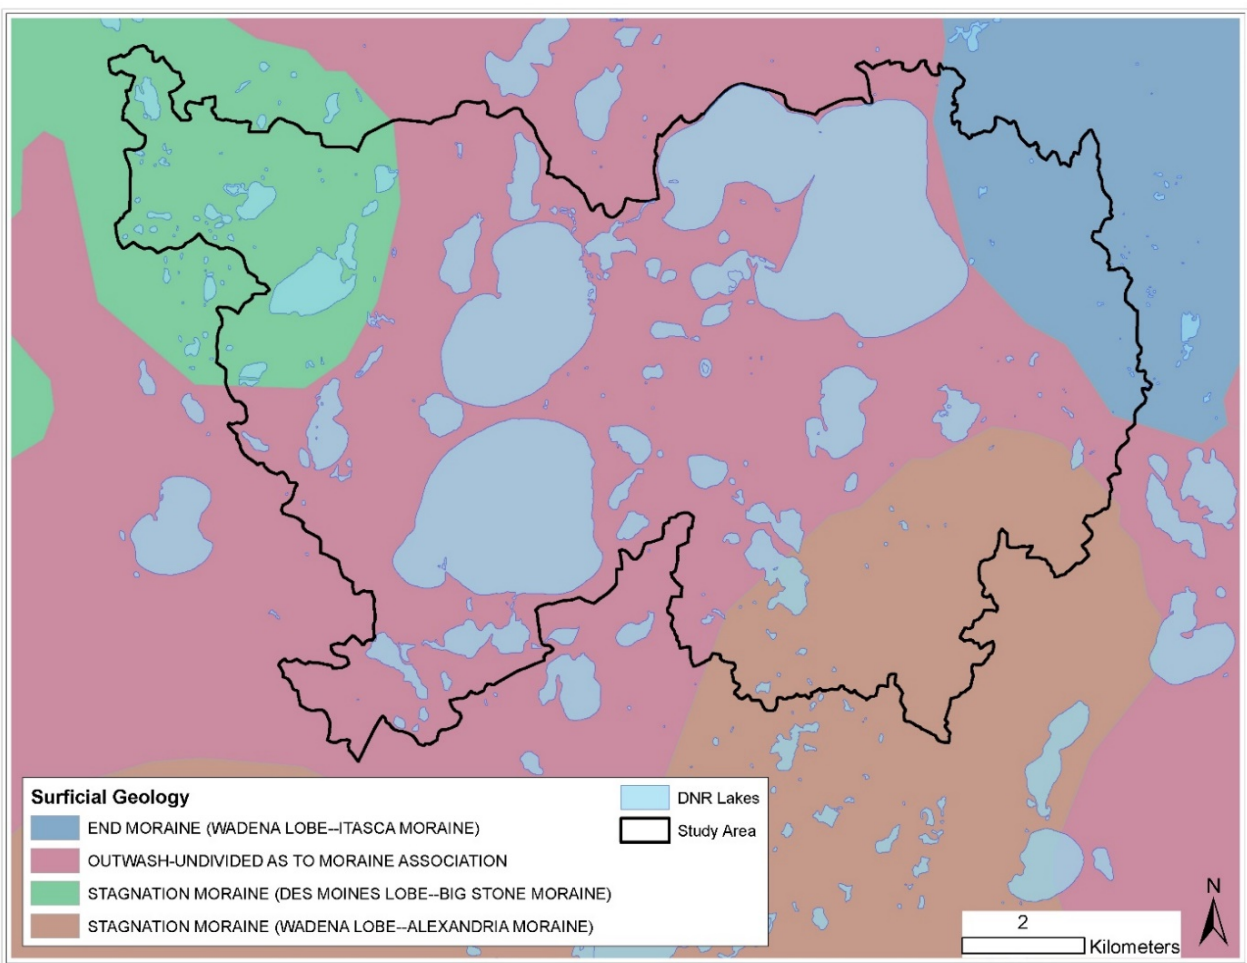 Surficial Geology
END MORAINE (WADENA LOBE--ITASCA MORAINE)
OUTWASH-UNDIVIDED AS TO MORAINE ASSOCIATION
STAGNATION MORAINE (DES MOINES LOBE--BIG STONE MORAINE)
STAGNATION MORAINE (WADENA LOBE--ALEXANDRIA MORAINE)
DNR Lakes
Study Area
N
2
Kilometers